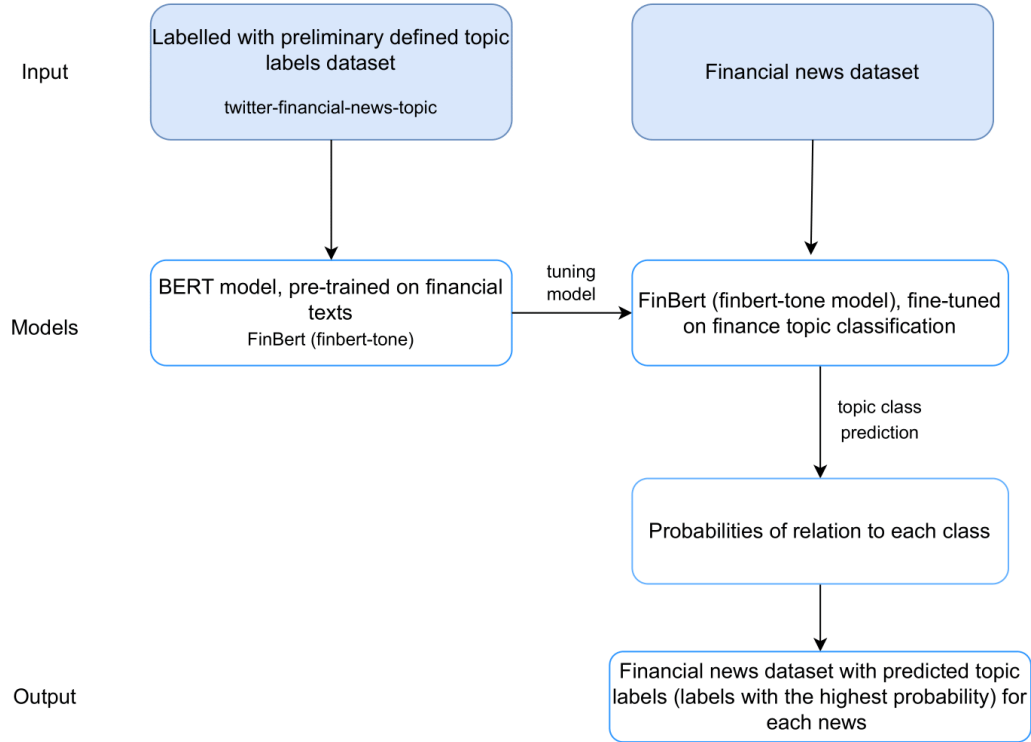 Input
Labelled with preliminary defined topic
labels dataset
twitter-financial-news-topic
Financial news dataset
Models
BERT model, pre-trained on financial
texts
FinBert (finbert-tone)
tuning
model
FinBert (finbert-tone model), fine-tuned
on finance topic classification
topic class
prediction
Probabilities of relation to each class
Output
Financial news dataset with predicted topic
labels (labels with the highest probability) for
each news